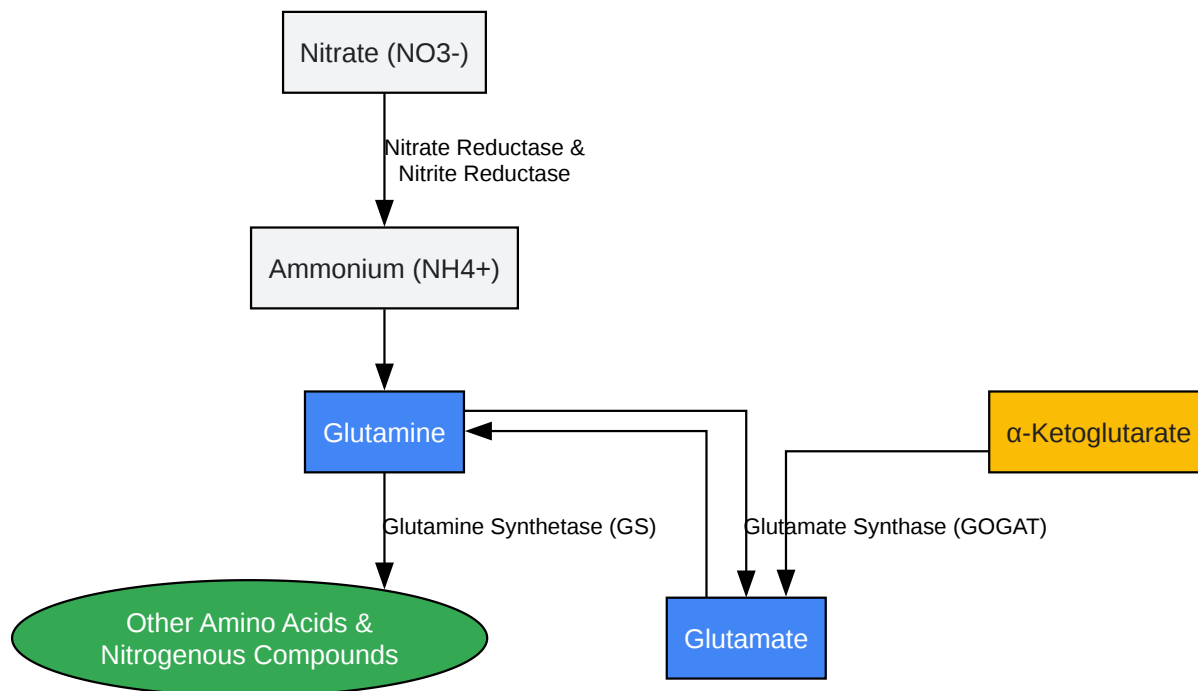 Nitrate (NO3-)
Nitrate Reductase &
Nitrite Reductase
Ammonium (NH4+)
Glutamine
α-Ketoglutarate
Glutamine Synthetase (GS)
Glutamate Synthase (GOGAT)
Other Amino Acids &
Nitrogenous Compounds
Glutamate